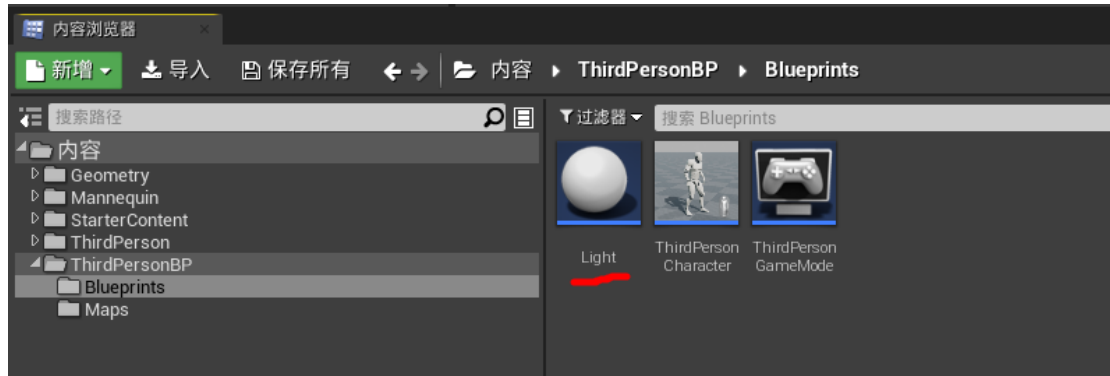 内容浏览器
新增 导入 保存所有 内容 ThirdPersonBP Blueprints
搜索路径
过滤器 搜索 Blueprints
内容
Geometry
Mannequin
StarterContent
ThirdPerson
ThirdPersonBP
Blueprints
Maps
Light
ThirdPerson
Character
ThirdPerson
GameMode